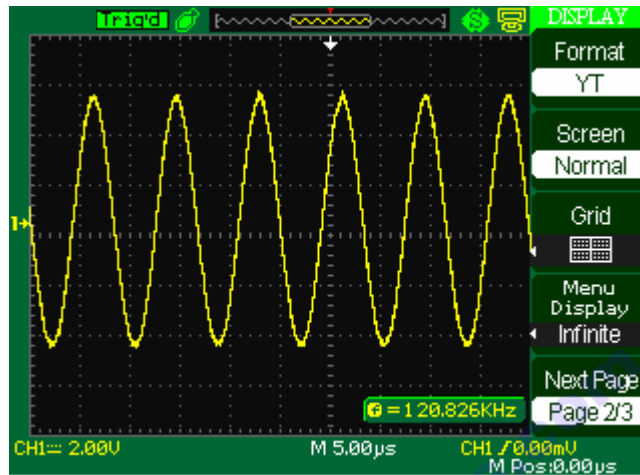 Trig'd
S
DISPLAY
Format
YT
Screen
Normal
Grid
Menu
Display
Infinite
Next Page
Page 2/3
1
=120.826KHz
CH1 2.00V
M 5.00µs
CH1 0.00mV
M Pos:0.00µs